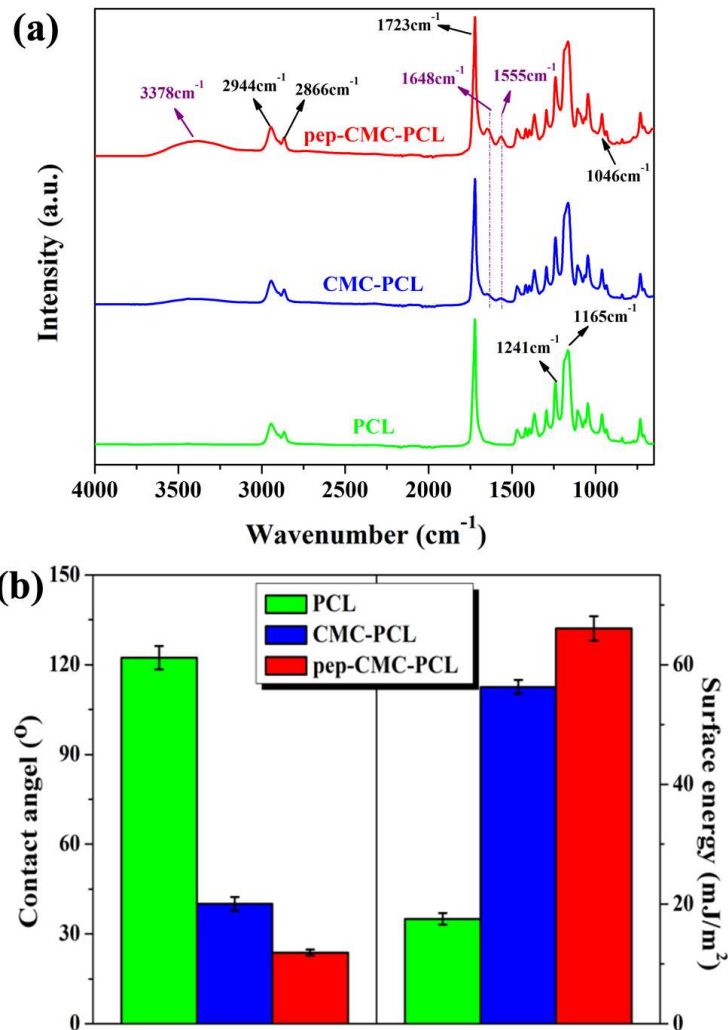 (a)
3378cm⁻¹
2944cm⁻¹
2866cm⁻¹
1723cm⁻¹
1648cm⁻¹
1555cm⁻¹
pep-CMC-PCL
1046cm⁻¹
CMC-PCL
1241cm⁻¹
1165cm⁻¹
PCL
Intensity (a.u.)
4000 3500 3000 2500 2000 1500 1000
Wavenumber (cm⁻¹)
(b)
PCL
CMC-PCL
pep-CMC-PCL
150
120
90
60
30
0
Contact angel (°)
60
40
20
0
Surface energy (mJ/m²)